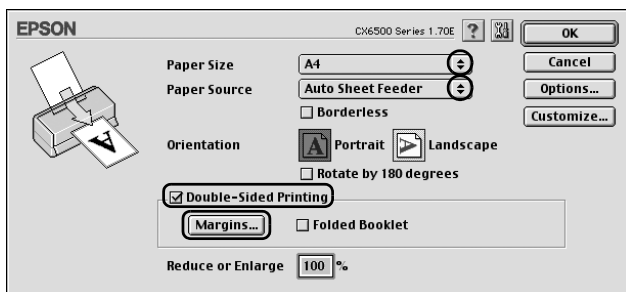 EPSON CX6500 Series 1.70E ? OK
Paper Size A4 Cancel
Paper Source Auto Sheet Feeder Options...
Borderless Customize...
Orientation A Portrait A Landscape
Rotate by 180 degrees
Double-Sided Printing
Margins... Folded Booklet
Reduce or Enlarge 100 %
A